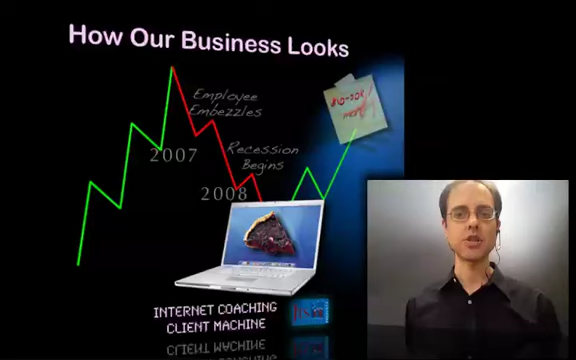 How Our Business Looks
Employee
Embezzles
2007
Recession
Begins
2008
INTERNET COACHING
CLIENT MACHINE